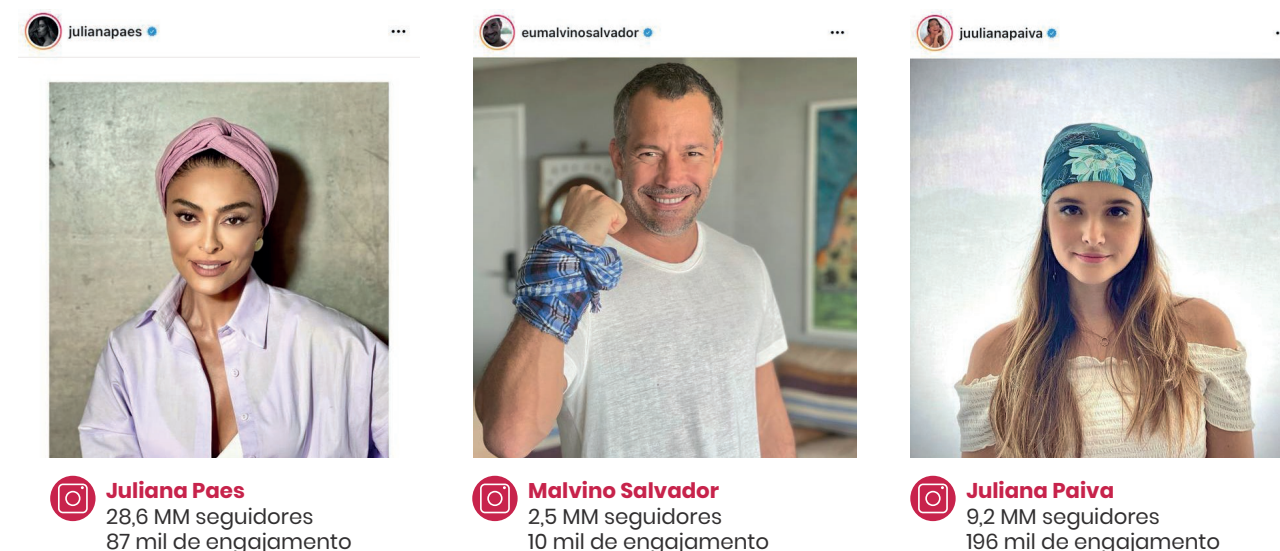 julianapaes
eumalvinosalvador
juulianapaiva
Juliana Paes
28,6 MM seguidores
87 mil de engajamento
Malvino Salvador
2,5 MM seguidores
10 mil de engajamento
Juliana Paiva
9,2 MM seguidores
196 mil de engajamento